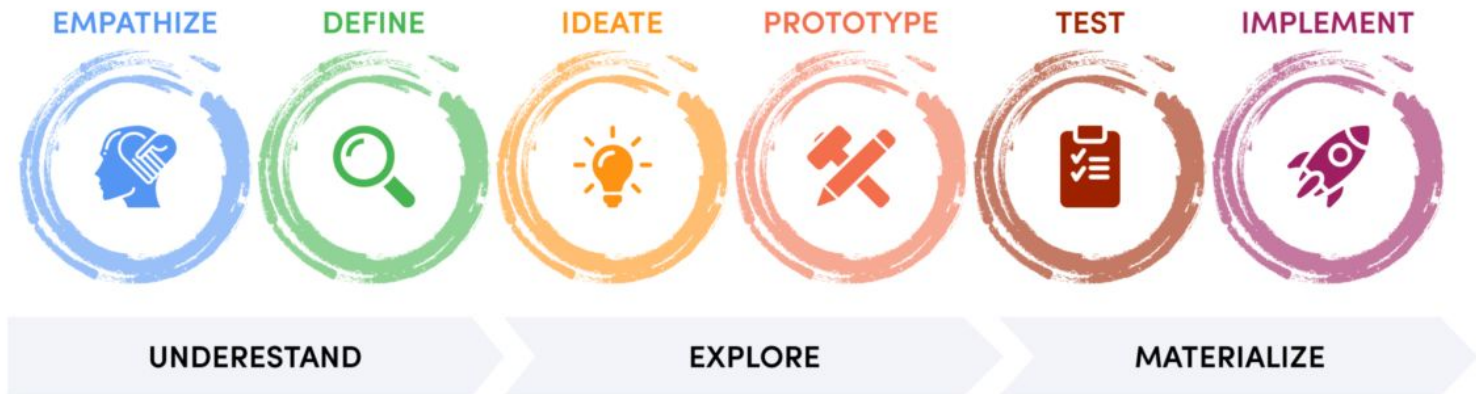 EMPATHIZE DEFINE IDEATE PROTOTYPE TEST IMPLEMENT
UNDERESTAND EXPLORE MATERIALIZE